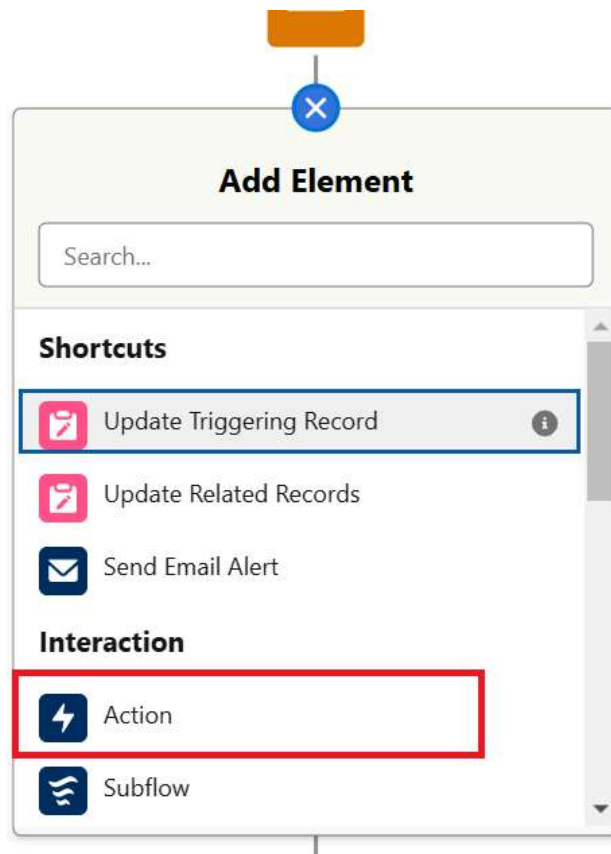 Add Element
Search...
Shortcuts
Update Triggering Record
Update Related Records
Send Email Alert
Interaction
Action
Subflow